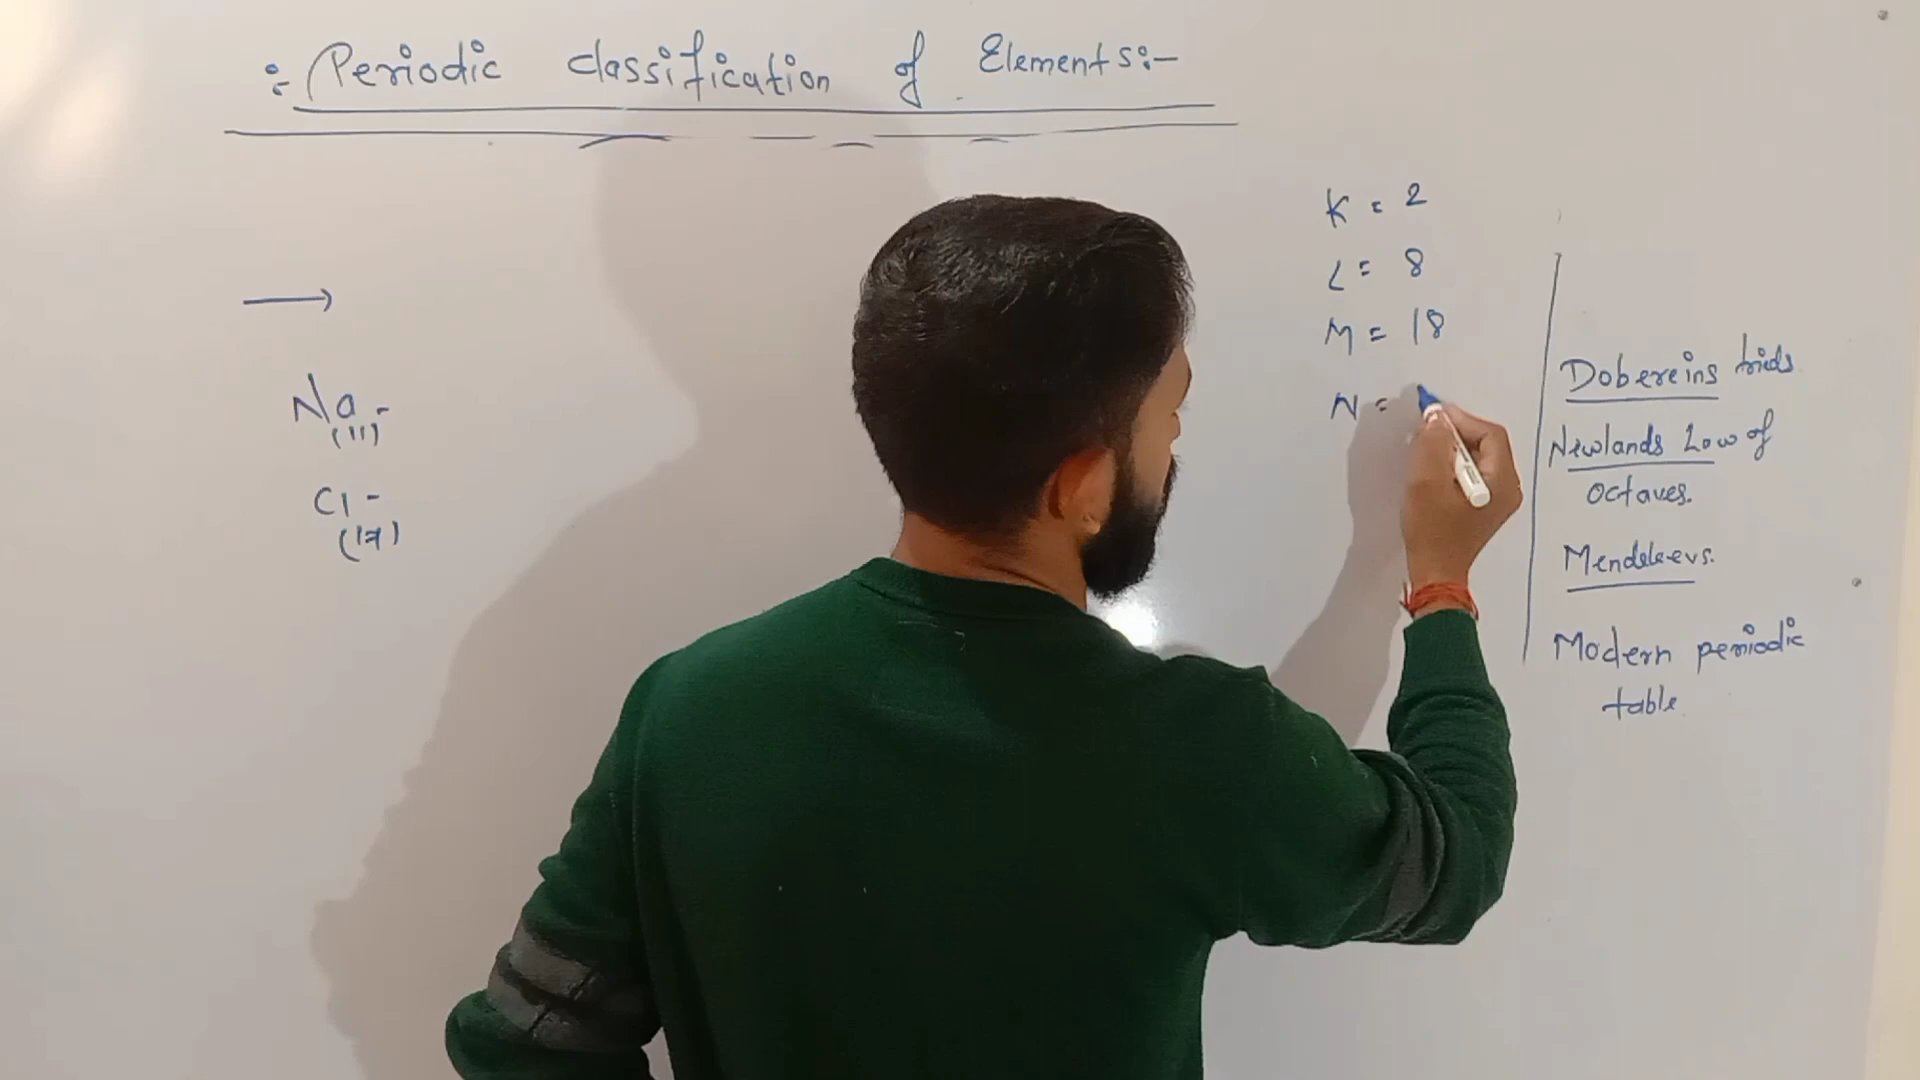 :- Periodic classification of Elements:-
K = 2
L = 8
M = 18
N =
Na -
(11)
Cl -
(17)
Dobereins triads
Newlands Law of
Octaves.
Mendeleevs.
Modern periodic
table